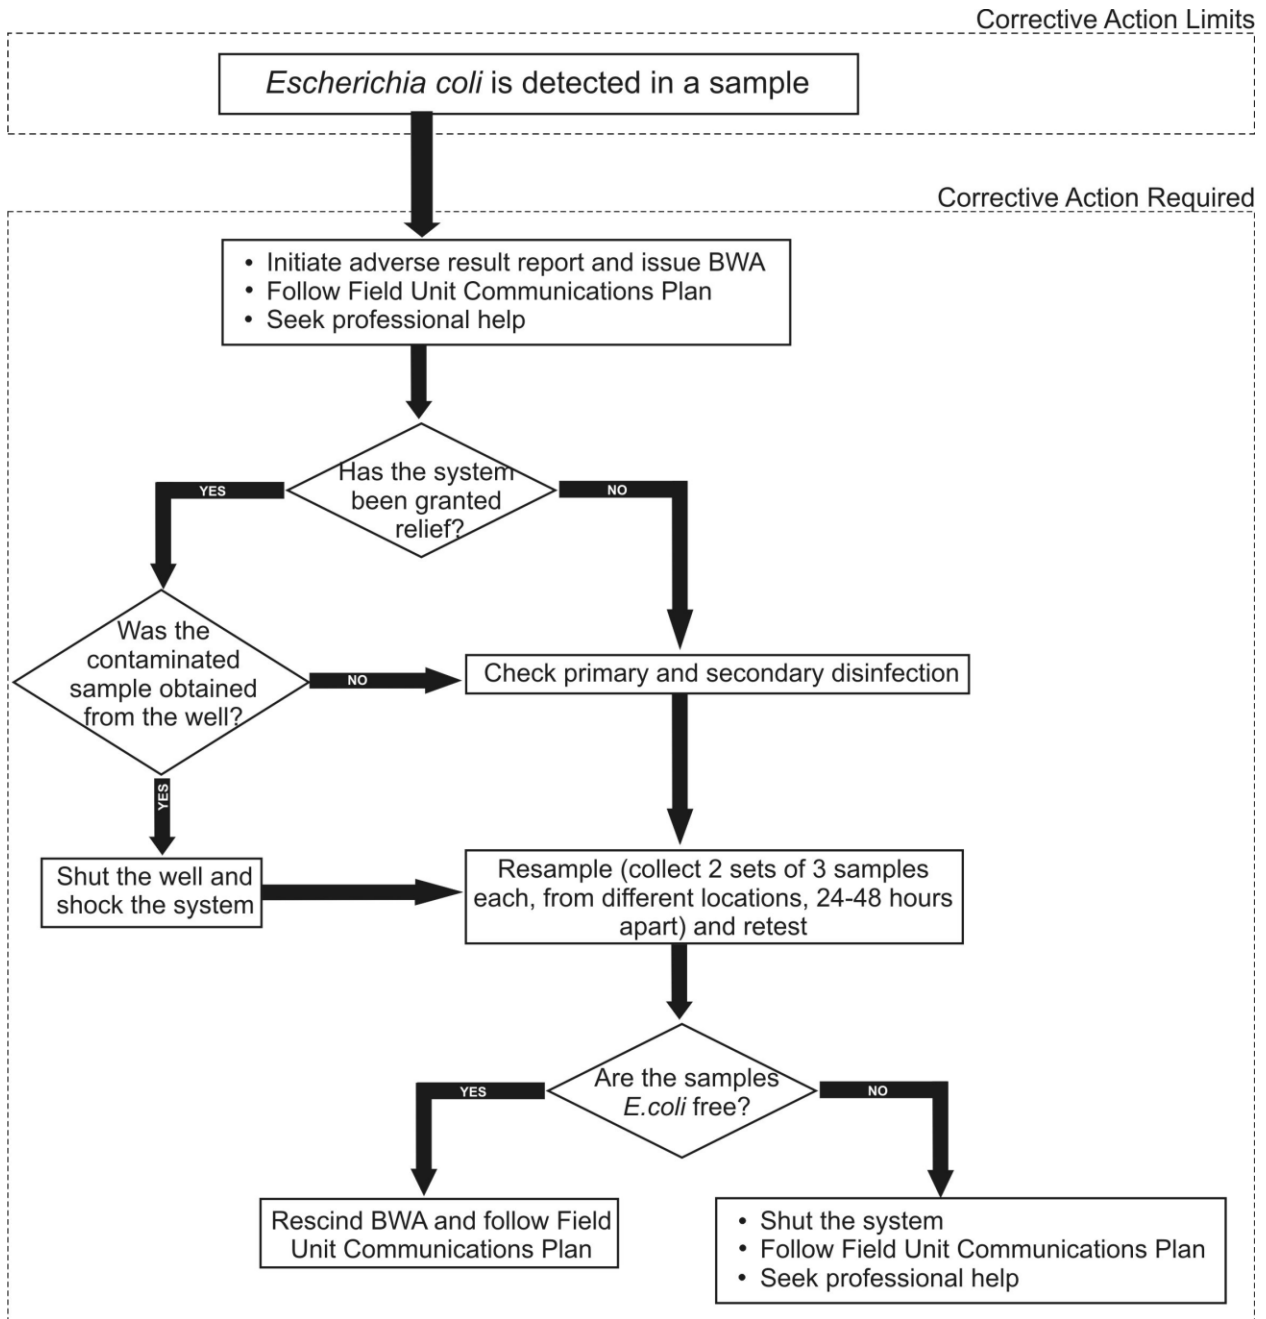 Corrective Action Limits
Escherichia coli is detected in a sample
Corrective Action Required
• Initiate adverse result report and issue BWA
• Follow Field Unit Communications Plan
• Seek professional help
Has the system
been granted
relief?
YES
NO
Was the
contaminated
sample obtained
from the well?
NO
Check primary and secondary disinfection
YES
Shut the well and
shock the system
Resample (collect 2 sets of 3 samples
each, from different locations, 24-48 hours
apart) and retest
Are the samples
E.coli free?
YES
NO
Rescind BWA and follow Field
Unit Communications Plan
• Shut the system
• Follow Field Unit Communications Plan
• Seek professional help